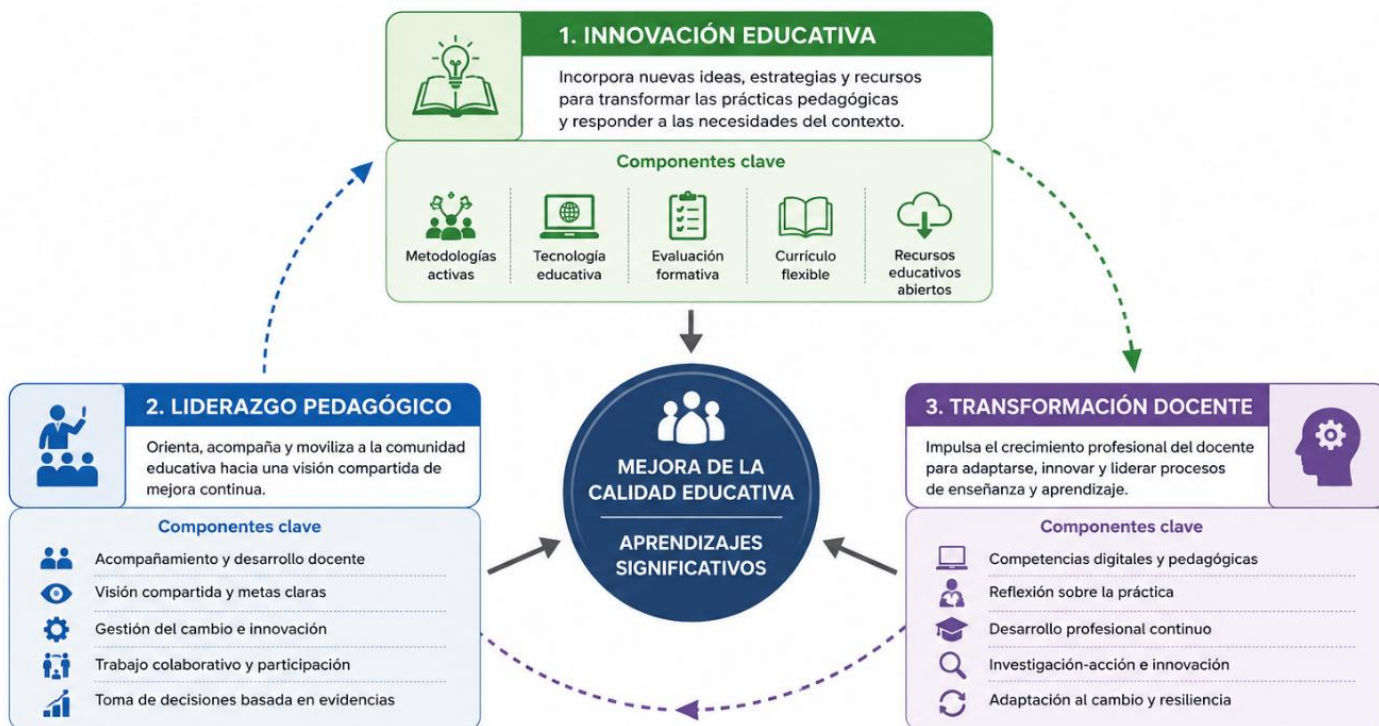 1. INNOVACIÓN EDUCATIVA
Incorpora nuevas ideas, estrategias y recursos
para transformar las prácticas pedagógicas
y responder a las necesidades del contexto.
Componentes clave
Metodologías
activas
Tecnología
educativa
Evaluación
formativa
Currículo
flexible
Recursos
educativos
abiertos
2. LIDERAZGO PEDAGÓGICO
Orienta, acompaña y moviliza a la comunidad
educativa hacia una visión compartida de
mejora continua.
Componentes clave
Acompañamiento y desarrollo docente
Visión compartida y metas claras
Gestión del cambio e innovación
Trabajo colaborativo y participación
Toma de decisiones basada en evidencias
MEJORA DE LA
CALIDAD EDUCATIVA
APRENDIZAJES
SIGNIFICATIVOS
3. TRANSFORMACIÓN DOCENTE
Impulsa el crecimiento profesional del docente
para adaptarse, innovar y liderar procesos
de enseñanza y aprendizaje.
Componentes clave
Competencias digitales y pedagógicas
Reflexión sobre la práctica
Desarrollo profesional continuo
Investigación-acción e innovación
Adaptación al cambio y resiliencia